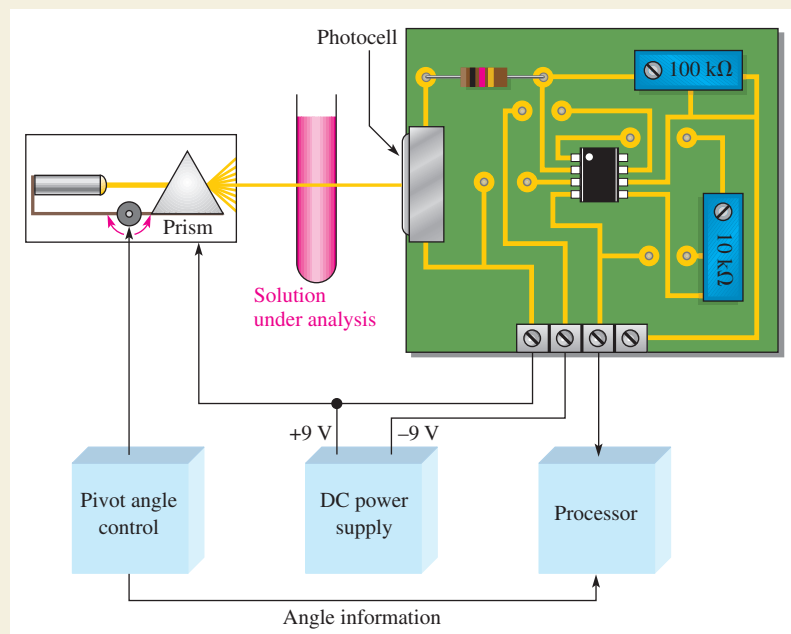 Photocell
100 kΩ
10 kΩ
Prism
Solution
under analysis
+9 V
–9 V
Pivot angle
control
DC power
supply
Processor
Angle information